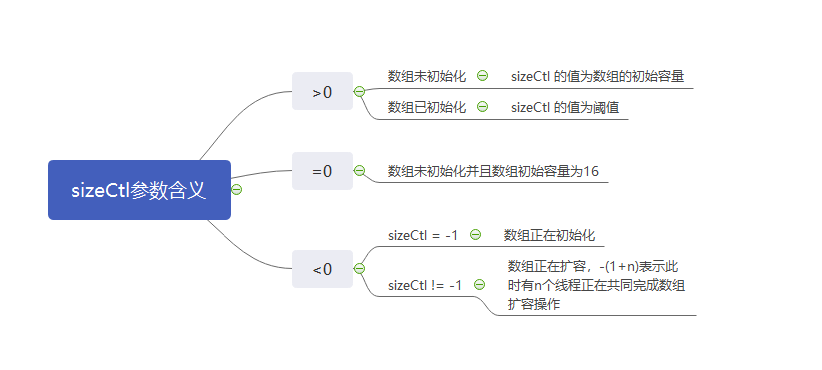 sizeCtl参数含义
>0
数组未初始化
sizeCtl 的值为数组的初始容量
数组已初始化
sizeCtl 的值为阈值
=0
数组未初始化并且数组初始容量为16
<0
sizeCtl = -1
数组正在初始化
sizeCtl != -1
数组正在扩容，-(1+n)表示此
时有n个线程正在共同完成数组
扩容操作